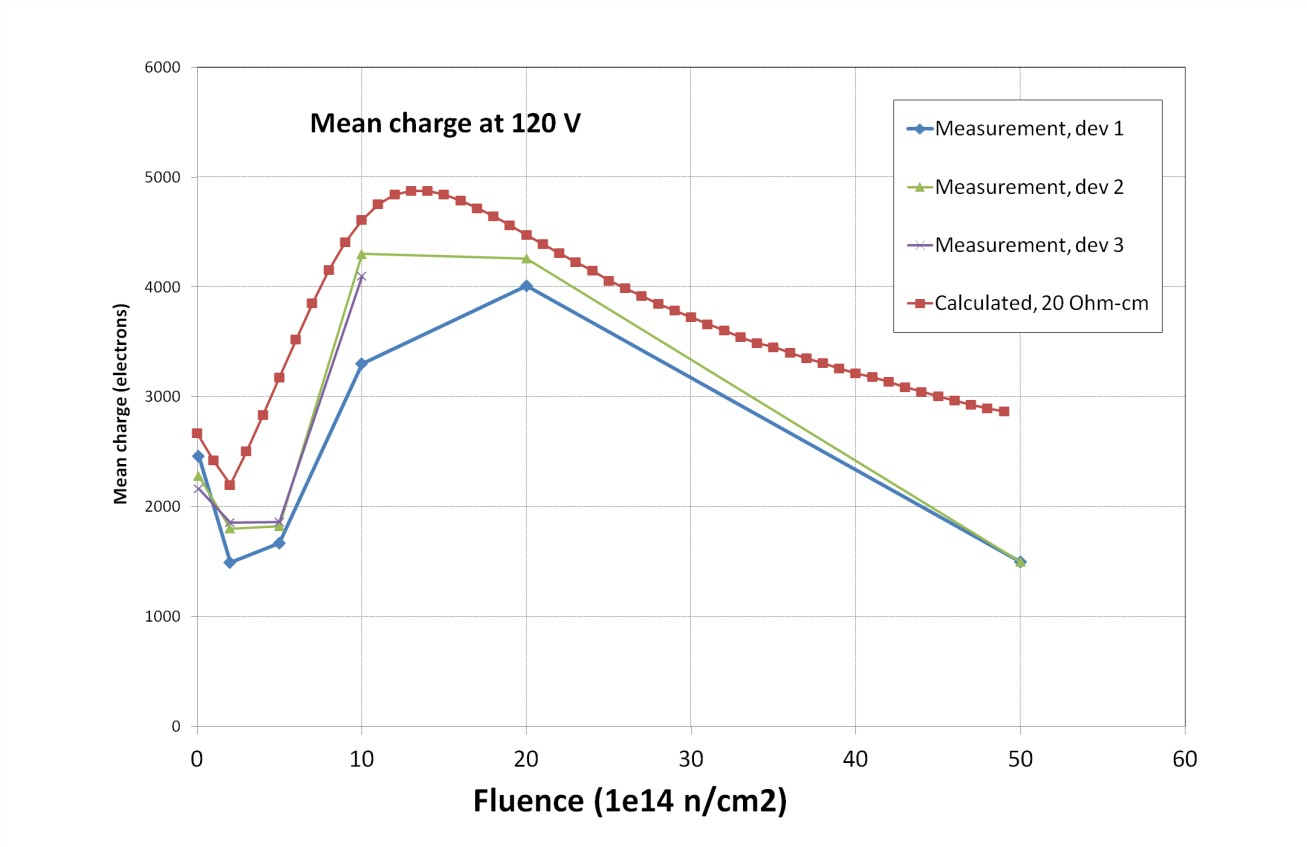 6000
5000
4000
3000
2000
1000
0
Mean charge (electrons)
Mean charge at 120 V
Measurement, dev 1
Measurement, dev 2
Measurement, dev 3
Calculated, 20 Ohm-cm
0 10 20 30 40 50 60
Fluence (1e14 n/cm2)